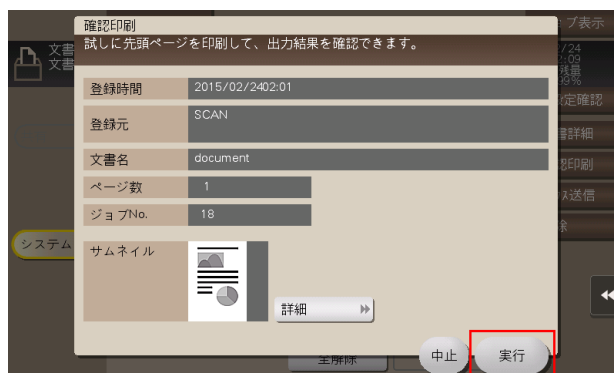 確認印刷
試しに先頭ページを印刷して、出力結果を確認できます。
登録時間 2015/02/2402:01
登録元 SCAN
文書名 document
ページ数 1
ジョブNo. 18
サムネイル
詳細
中止 実行
文書
文書
システム
プ表示
/24
:09
残量
99%
定確認
書詳細
認印刷
ス送信
除
全解除